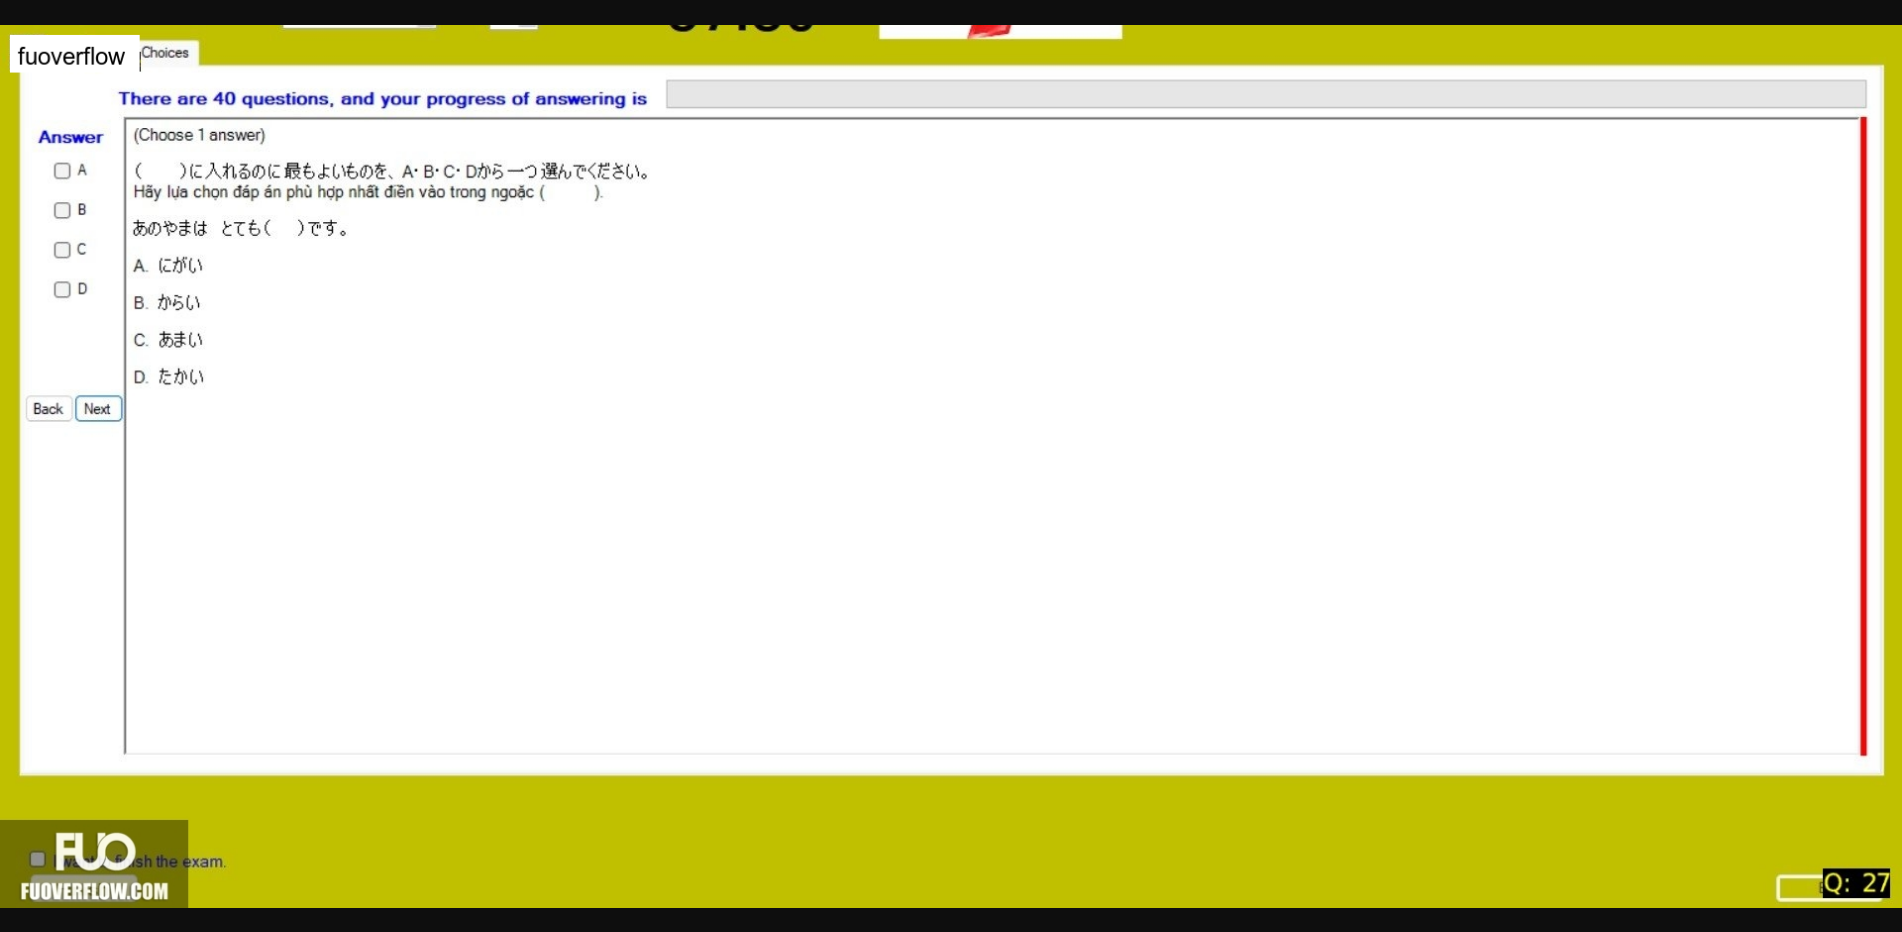 fuoverflow
Choices
There are 40 questions, and your progress of answering is
Answer
(Choose 1 answer)
A
(　　)に入れるのに最もよいものを、A・B・C・Dから一つ選んでください。
Hãy lựa chọn đáp án phù hợp nhất điền vào trong ngoặc (　　).
B
あのやまは とても(　)です。
C
A. にがい
D
B. からい
C. あまい
D. たかい
Back Next
FUO
finish the exam.
FUOVERFLOW.COM
Q: 27